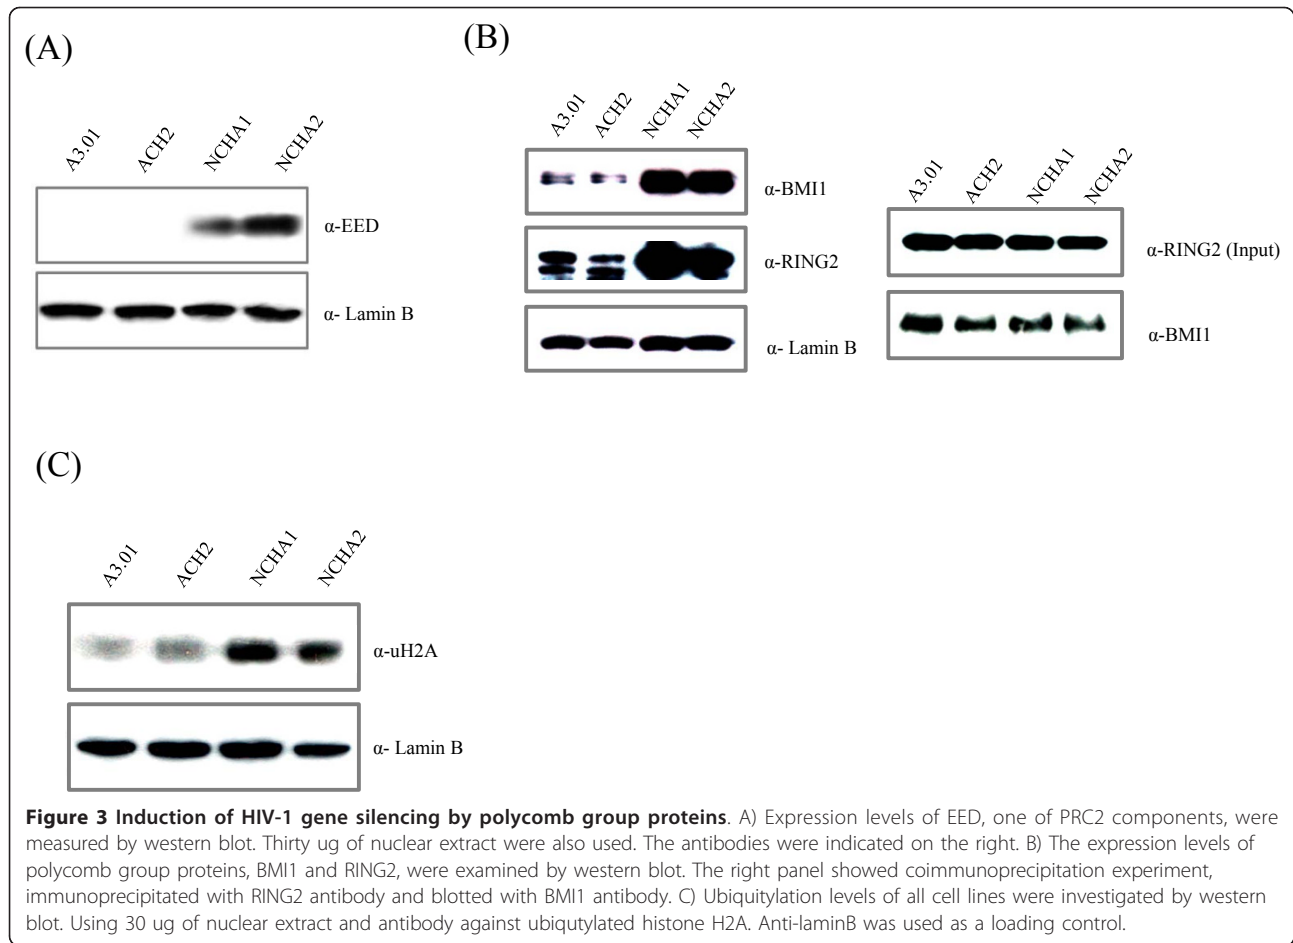 (A)
A3.01 ACH2 NCHA1 NCHA2
α-EED
α- Lamin B
(B)
A3.01 ACH2 NCHA1 NCHA2
α-BMI1
α-RING2
α- Lamin B
A3.01 ACH2 NCHA1 NCHA2
α-RING2 (Input)
α-BMI1
(C)
A3.01 ACH2 NCHA1 NCHA2
α-uH2A
α- Lamin B
Figure 3 Induction of HIV-1 gene silencing by polycomb group proteins. A) Expression levels of EED, one of PRC2 components, were
measured by western blot. Thirty ug of nuclear extract were also used. The antibodies were indicated on the right. B) The expression levels of
polycomb group proteins, BMI1 and RING2, were examined by western blot. The right panel showed coimmunoprecipitation experiment,
immunoprecipitated with RING2 antibody and blotted with BMI1 antibody. C) Ubiquitylation levels of all cell lines were investigated by western
blot. Using 30 ug of nuclear extract and antibody against ubiqutylated histone H2A. Anti-laminB was used as a loading control.